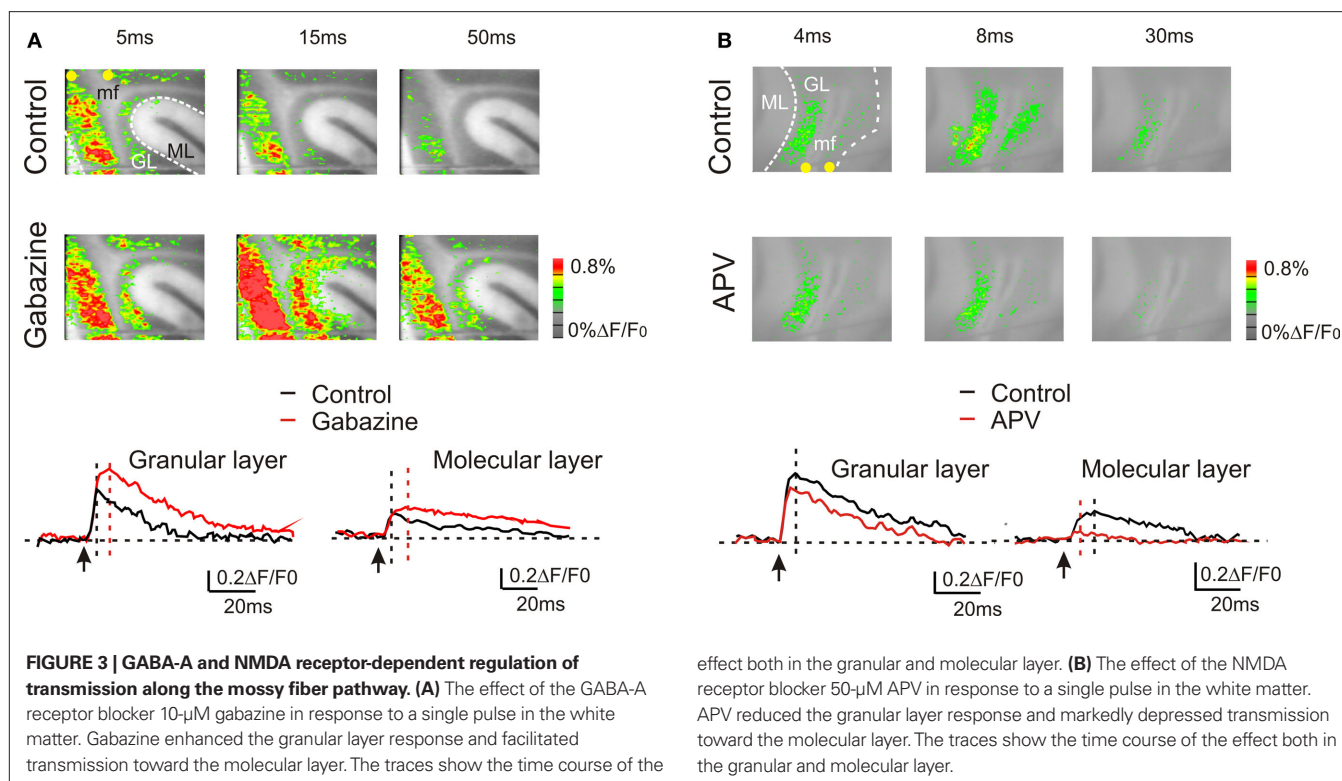 A
5ms 15ms 50ms
Control
mf
GL
ML
Gabazine
0.8%
0%ΔF/F0
Control
Gabazine
Granular layer
Molecular layer
0.2ΔF/F0
20ms
0.2ΔF/F0
20ms
B
4ms 8ms 30ms
Control
GL
ML
mf
APV
0.8%
0%ΔF/F0
Control
APV
Granular layer
Molecular layer
0.2ΔF/F0
20ms
0.2ΔF/F0
20ms
FIGURE 3 | GABA-A and NMDA receptor-dependent regulation of
transmission along the mossy fiber pathway. (A) The effect of the GABA-A
receptor blocker 10-μM gabazine in response to a single pulse in the white
matter. Gabazine enhanced the granular layer response and facilitated
transmission toward the molecular layer. The traces show the time course of the
effect both in the granular and molecular layer. (B) The effect of the NMDA
receptor blocker 50-μM APV in response to a single pulse in the white matter.
APV reduced the granular layer response and markedly depressed transmission
toward the molecular layer. The traces show the time course of the effect both in
the granular and molecular layer.